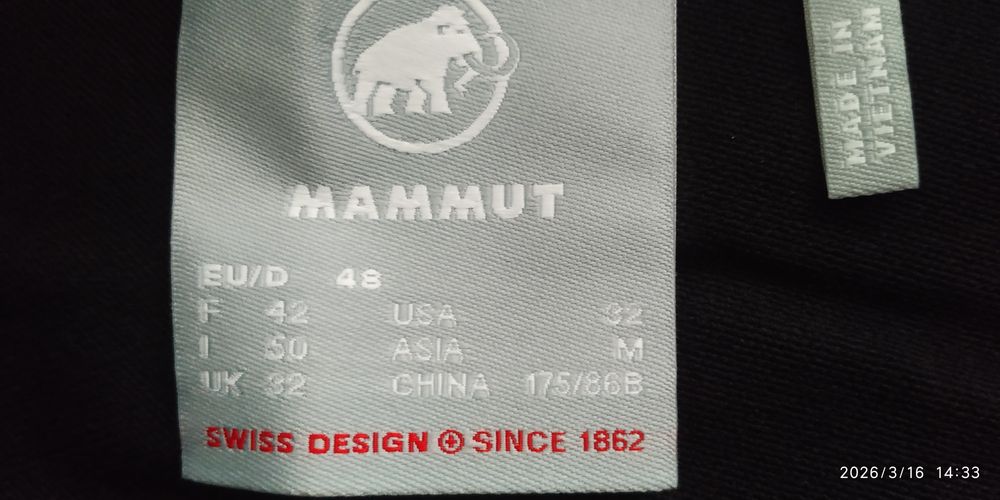 MAMMUT
EU/D 48
F 42 USA 32
I 50 ASIA M
UK 32 CHINA 175/86B
SWISS DESIGN SINCE 1862
MADE IN
VIETNAM
2026/3/16 14:33